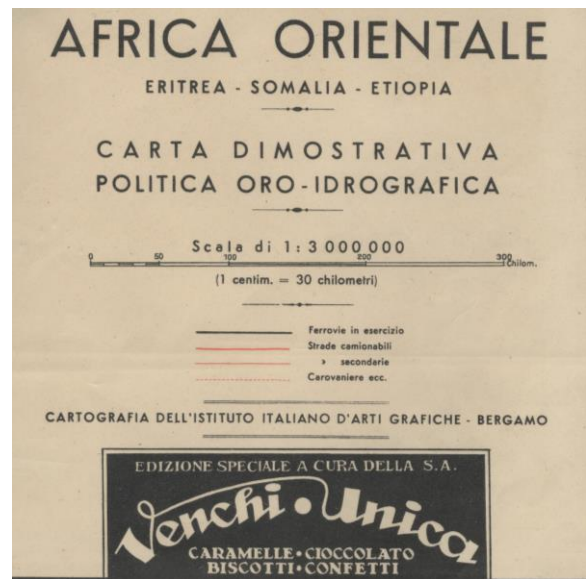 AFRICA ORIENTALE
ERITREA - SOMALIA - ETIOPIA
CARTA DIMOSTRATIVA
POLITICA ORO-IDROGRAFICA
Scala di 1:3 000 000
0 50 100 200 300 Chilom.
(1 centim. = 30 chilometri)
Ferrovie in esercizio
Strade camionabili
» secondarie
Carovaniere ecc.
CARTOGRAFIA DELL'ISTITUTO ITALIANO D'ARTI GRAFICHE - BERGAMO
EDIZIONE SPECIALE A CURA DELLA S.A.
Venchi • Unica
CARAMELLE • CIOCCOLATO
BISCOTTI • CONFETTI